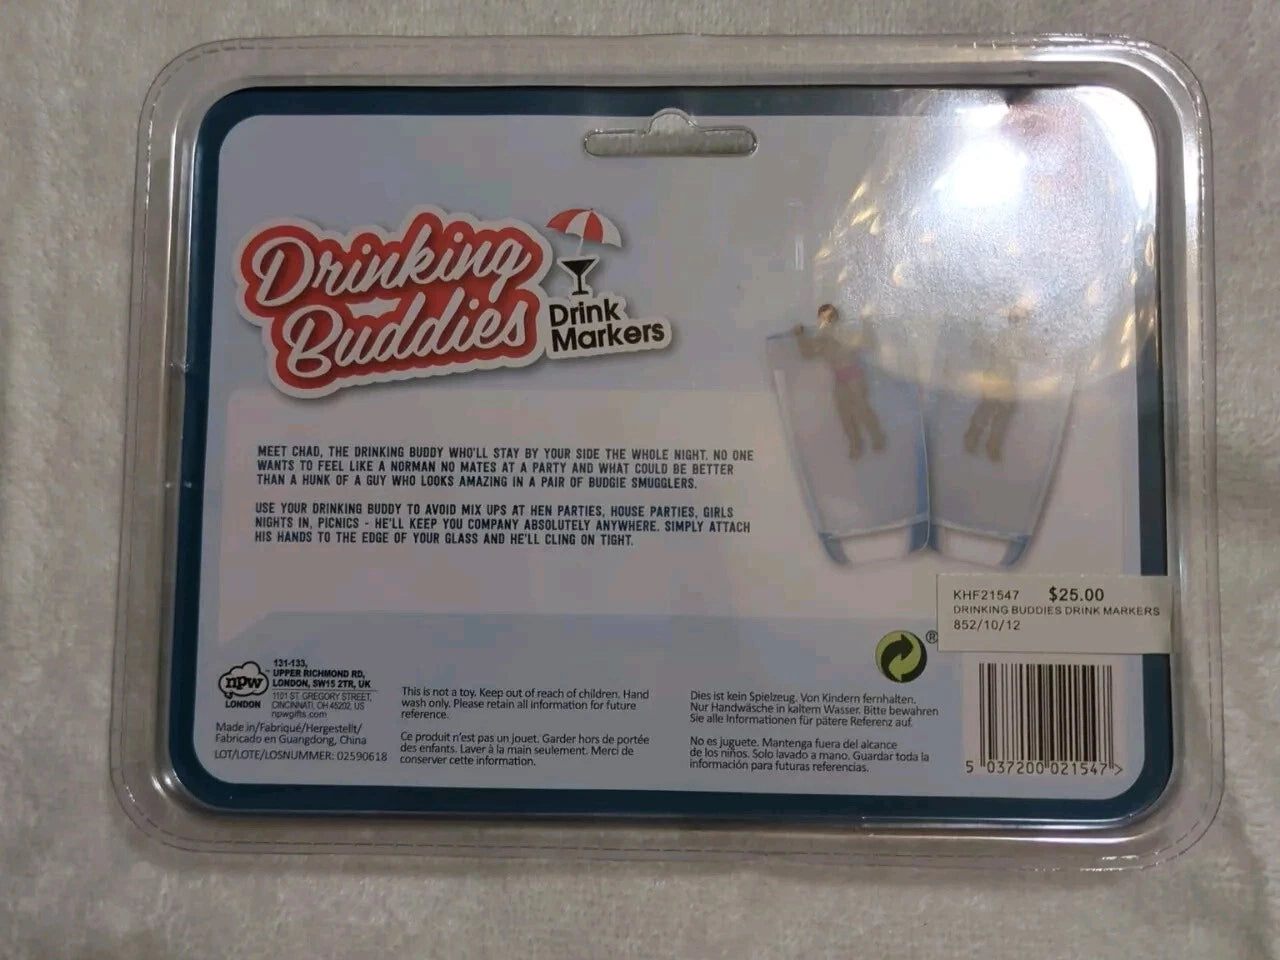 Drinking
Buddies
Drink
Markers
MEET CHAD, THE DRINKING BUDDY WHO'LL STAY BY YOUR SIDE THE WHOLE NIGHT. NO ONE
WANTS TO FEEL LIKE A NORMAN NO MATES AT A PARTY AND WHAT COULD BE BETTER
THAN A HUNK OF A GUY WHO LOOKS AMAZING IN A PAIR OF BUDGIE SMUGGLERS.
USE YOUR DRINKING BUDDY TO AVOID MIX UPS AT HEN PARTIES, HOUSE PARTIES, GIRLS
NIGHTS IN, PICNICS - HE'LL KEEP YOU COMPANY ABSOLUTELY ANYWHERE. SIMPLY ATTACH
HIS HANDS TO THE EDGE OF YOUR GLASS AND HE'LL CLING ON TIGHT.
KHF21547 $25.00
DRINKING BUDDIES DRINK MARKERS
852/10/12
®
npw
LONDON
131-133,
UPPER RICHMOND RD,
LONDON, SW15 2TR, UK
1101 ST. GREGORY STREET,
CINCINNATI, OH 45202, US
npwgifts.com
Made in/Fabriqué/Hergestellt/
Fabricado en Guangdong, China
LOT/LOTE/LOSNUMMER: 02590618
This is not a toy. Keep out of reach of children. Hand
wash only. Please retain all information for future
reference.
Ce produit n'est pas un jouet. Garder hors de portée
des enfants. Laver à la main seulement. Merci de
conserver cette information.
Dies ist kein Spielzeug. Von Kindern fernhalten.
Nur Handwäsche in kaltem Wasser. Bitte bewahren
Sie alle Informationen für pätere Referenz auf.
No es juguete. Mantenga fuera del alcance
de los niños. Solo lavado a mano. Guardar toda la
información para futuras referencias.
5 037200 021547 >